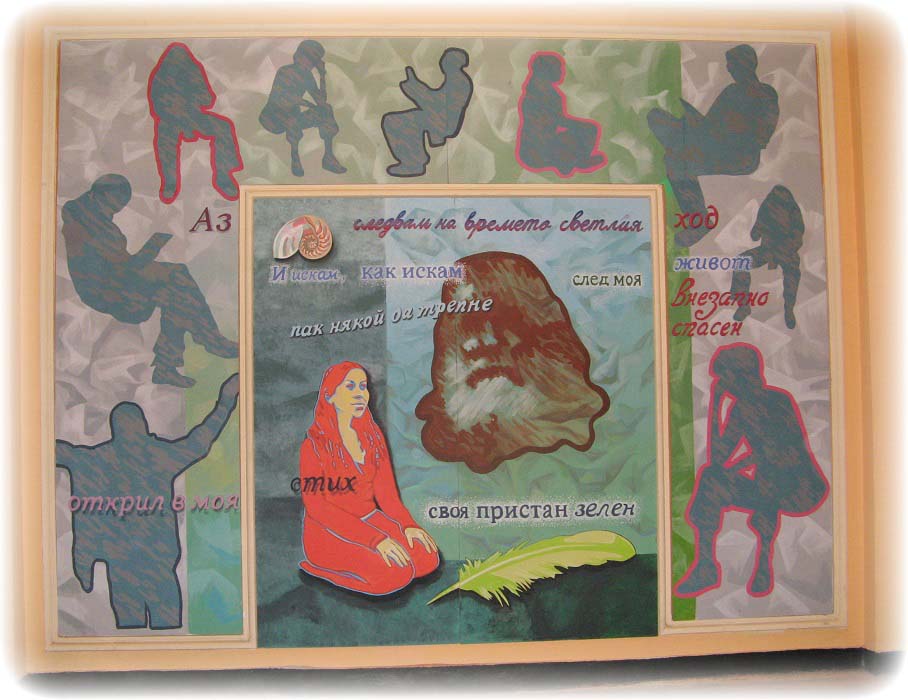 Аз следвам на времето светлия ход
И искам, как искам след моя живот
пак някой да трепне внезапно
спасен
открил в моя стих
своя пристан зелен